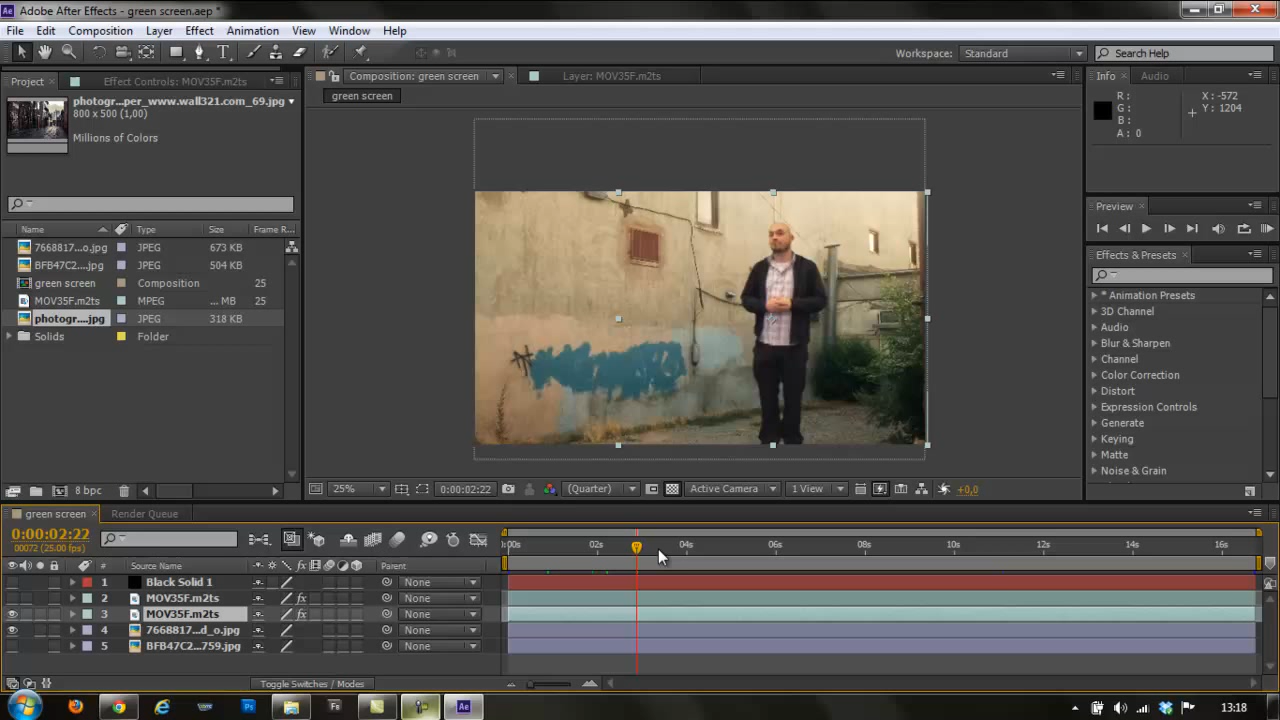 Adobe After Effects - green screen.aep *
File Edit Composition Layer Effect Animation View Window Help
Workspace: Standard Search Help
Project Effect Controls: MOV35F.m2ts
Composition: green screen Layer: MOV35F.m2ts
Info Audio
photogr...per_www.wall321.com_69.jpg
800 x 500 (1,00)
Millions of Colors
green screen
R :
G :
B :
A : 0
X : -572
Y : 1204
Preview
Effects & Presets
Name Type Size Frame R...
7668817...o.jpg JPEG 673 KB
BFB47C2....jpg JPEG 504 KB
green screen Composition 25
MOV35F.m2ts MPEG ... MB 25
photogr....jpg JPEG 318 KB
Solids Folder
* Animation Presets
3D Channel
Audio
Blur & Sharpen
Channel
Color Correction
Distort
Expression Controls
Generate
Keying
Matte
Noise & Grain
8 bpc
25% 0:00:02:22 (Quarter) Active Camera 1 View +0,0
green screen Render Queue
0:00:02:22
00072 (25.00 fps)
:00s 02s 04s 06s 08s 10s 12s 14s 16s
# Source Name Parent
1 Black Solid 1 None
2 MOV35F.m2ts fx None
3 MOV35F.m2ts fx None
4 7668817...d_o.jpg None
5 BFB47C2...759.jpg None
Toggle Switches / Modes
13:18